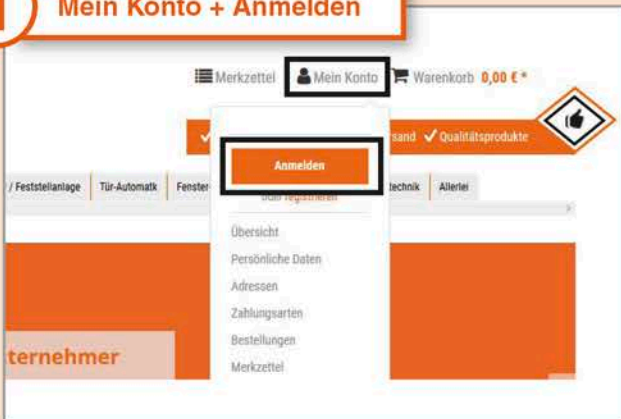 Mein Konto + Anmelden
Merkzettel Mein Konto Warenkorb 0,00 € *
sand ✓ Qualitätsprodukte
Anmelden
/ Feststellanlage Tür-Automatk Fenster- technik Allerlei
oder registrieren
Übersicht
Persönliche Daten
Adressen
Zahlungsarten
Bestellungen
Merkzettel
ternehmer